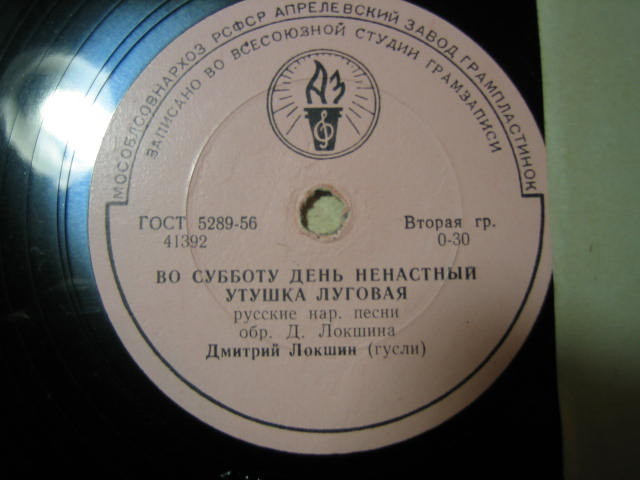 МОСОБЛСОВНАРХОЗ РСФСР АПРЕЛЕВСКИЙ ЗАВОД ГРАМПЛАСТИНОК
ЗАПИСАНО ВО ВСЕСОЮЗНОЙ СТУДИИ ГРАМЗАПИСИ
АЗ
ГОСТ 5289-56
41392
Вторая гр.
0-30
ВО СУББОТУ ДЕНЬ НЕНАСТНЫЙ
УТУШКА ЛУГОВАЯ
русские нар. песни
обр. Д. Локшина
Дмитрий Локшин (гусли)